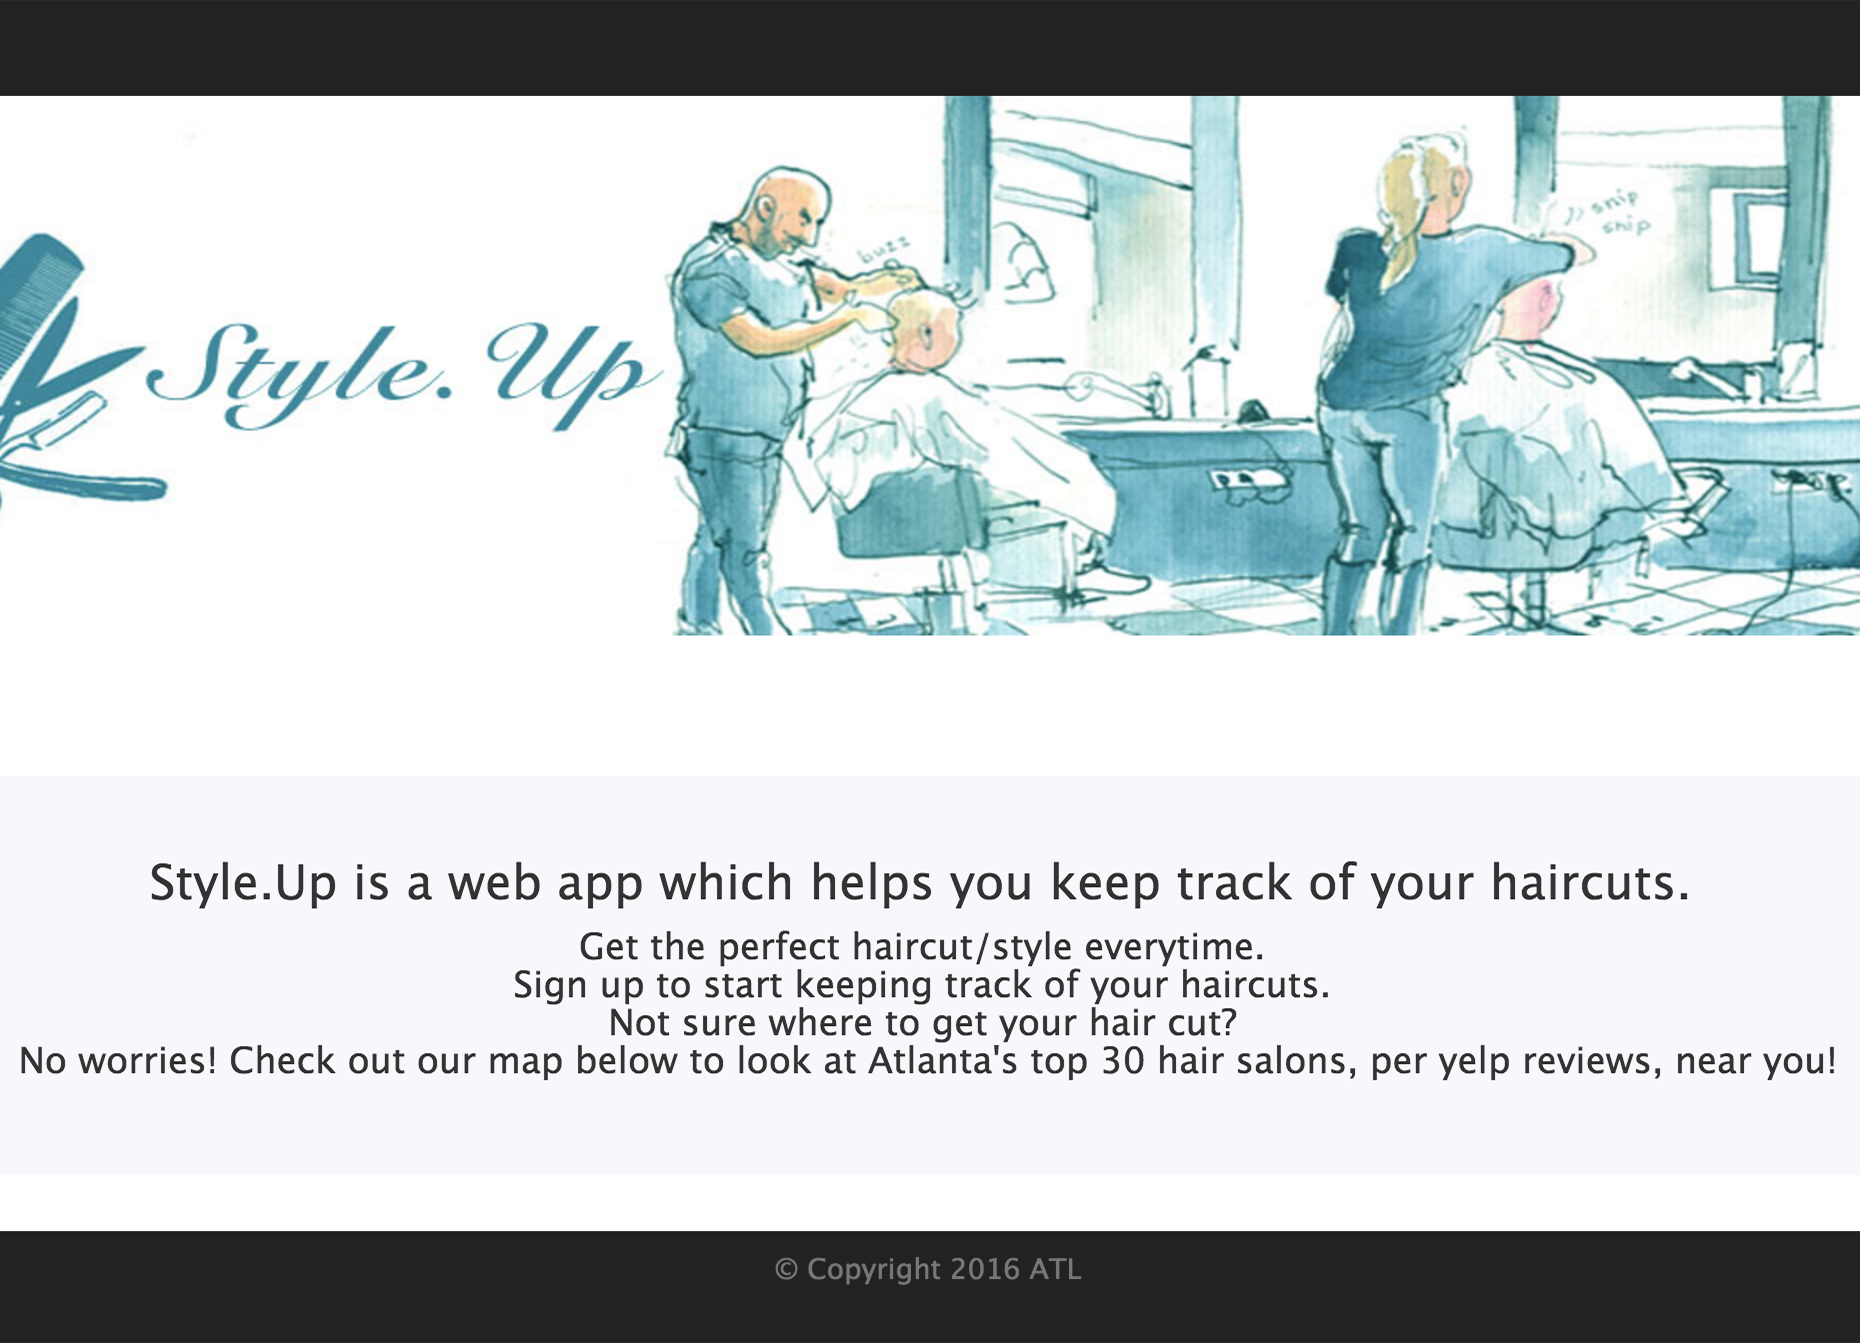 Style.Up
buzz
snip
snip
Style.Up is a web app which helps you keep track of your haircuts.
Get the perfect haircut/style everytime.
Sign up to start keeping track of your haircuts.
Not sure where to get your hair cut?
No worries! Check out our map below to look at Atlanta's top 30 hair salons, per yelp reviews, near you!
© Copyright 2016 ATL